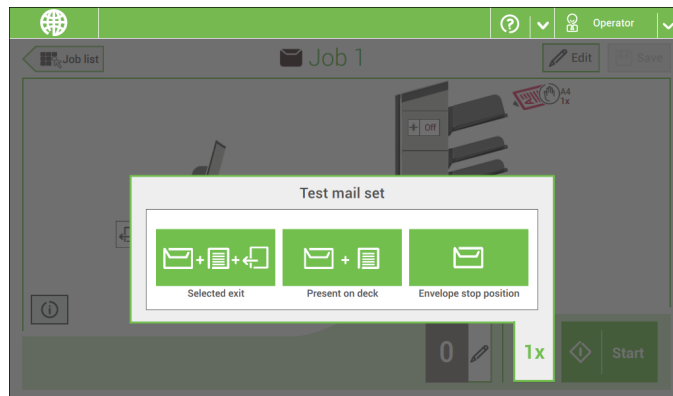 Operator
Job list
Job 1
Edit
Save
A4
1x
Off
Test mail set
Selected exit
Present on deck
Envelope stop position
0
1x
Start